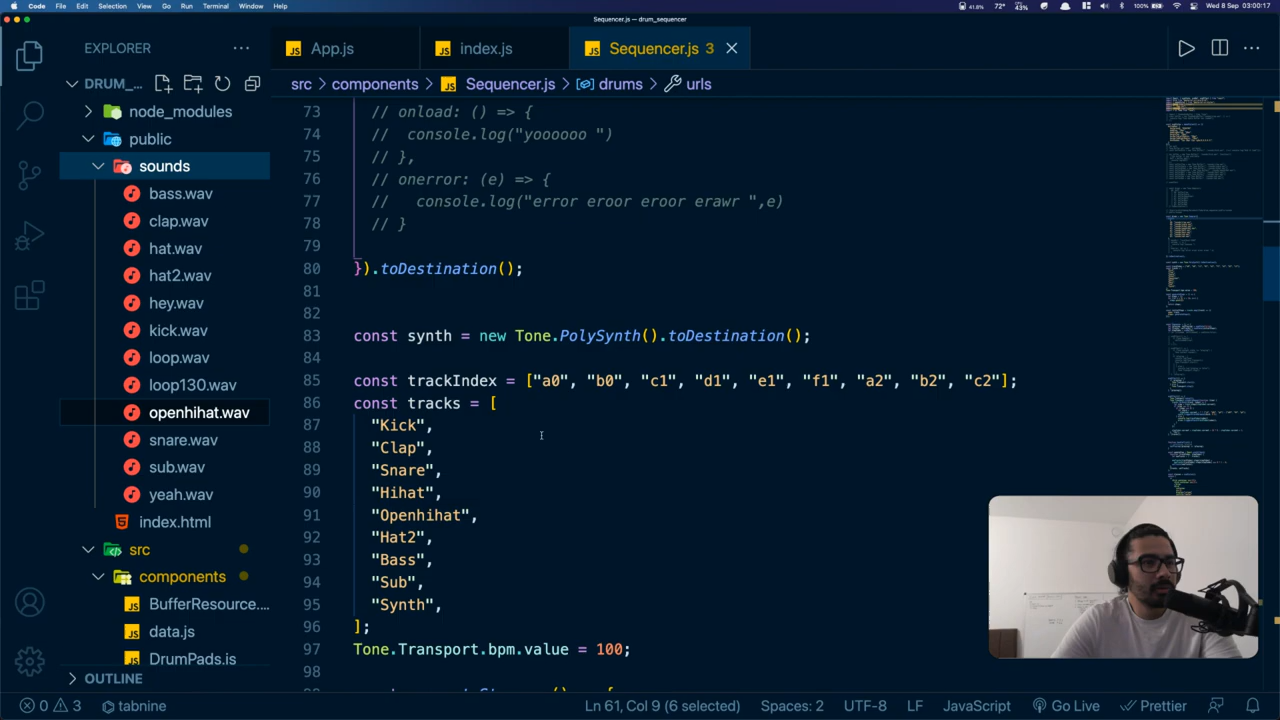 Code File Edit Selection View Go Run Terminal Window Help
41.8% 72° CPU 43% 100% Wed 8 Sep 03:00:17
Sequencer.js — drum_sequencer
EXPLORER
App.js
index.js
Sequencer.js 3
DRUM_...
src > components > Sequencer.js > drums > urls
node_modules
public
sounds
bass.wav
clap.wav
hat.wav
hat2.wav
hey.wav
kick.wav
loop.wav
loop130.wav
openhihat.wav
snare.wav
sub.wav
yeah.wav
index.html
src
components
BufferResource....
data.js
DrumPads.js
OUTLINE
73 // onload: () => {
74 // console.log("yoooooo ")
75 // },
76 // onerror: (e) => {
77 // console.log("error eroor eroor erawr ",e)
78 // }
79
80 }).toDestination();
81
82
83 const synth = new Tone.PolySynth().toDestination();
84
85 const trackIndex = ["a0", "b0", "c1", "d1", "e1", "f1", "a2", "b2", "c2"];
86 const tracks = [
87 "Kick",
88 "Clap",
89 "Snare",
90 "Hihat",
91 "Openhihat",
92 "Hat2",
93 "Bass",
94 "Sub",
95 "Synth",
96 ];
97 Tone.Transport.bpm.value = 100;
98
0 3 tabnine Ln 61, Col 9 (6 selected) Spaces: 2 UTF-8 LF JavaScript Go Live Prettier